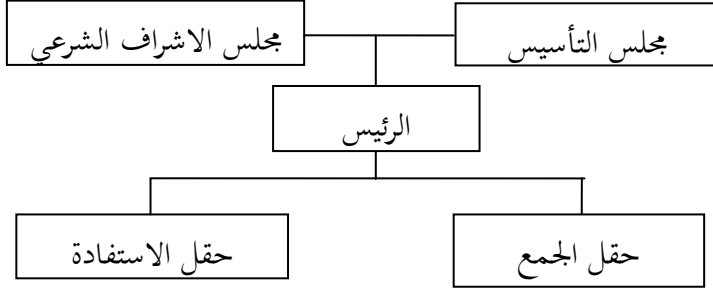 مجلس التأسيس
مجلس الاشراف الشرعي
الرئيس
حقل الجمع
حقل الاستفادة